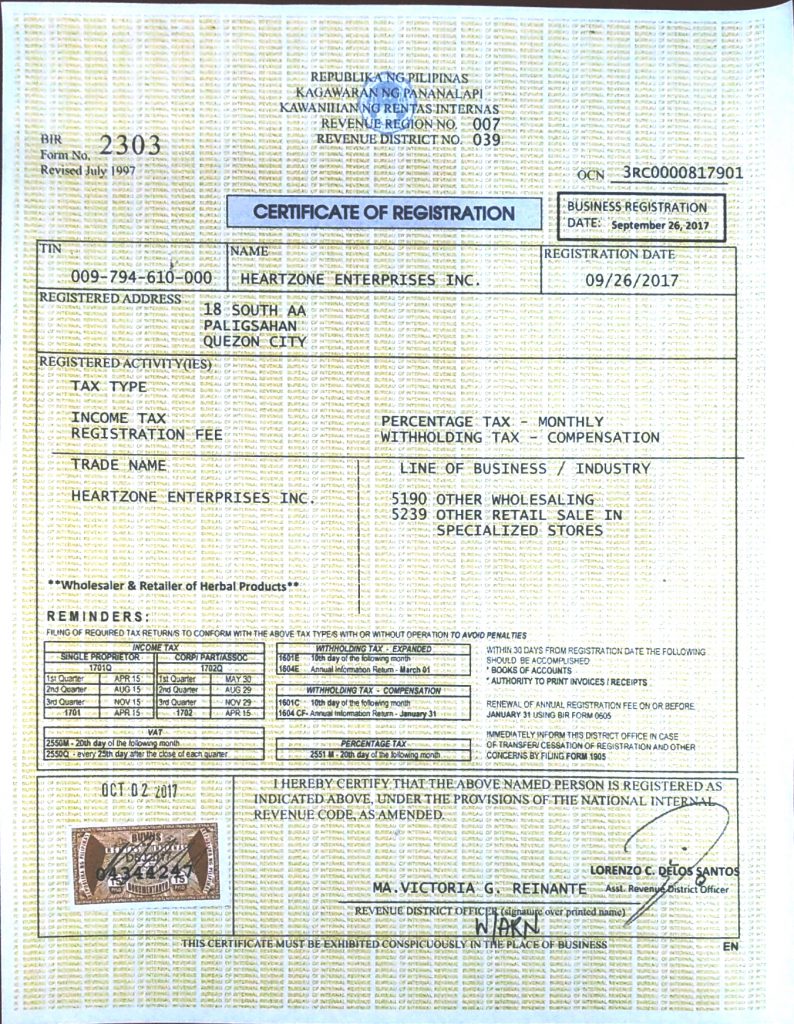 REPUBLIKA NG PILIPINAS
KAGAWARAN NG PANANALAPI
KAWANIHAN NG RENTAS INTERNAS
REVENUE REGION NO. 007
REVENUE DISTRICT NO. 039
BIR
Form No. 2303
Revised July 1997
OCN 3RC0000817901
CERTIFICATE OF REGISTRATION
BUSINESS REGISTRATION
DATE: September 26, 2017
TIN NAME REGISTRATION DATE
009-794-610-000 HEARTZONE ENTERPRISES INC. 09/26/2017
REGISTERED ADDRESS
18 SOUTH AA
PALIGSAHAN
QUEZON CITY
REGISTERED ACTIVITY(IES)
TAX TYPE
INCOME TAX PERCENTAGE TAX - MONTHLY
REGISTRATION FEE WITHHOLDING TAX - COMPENSATION
TRADE NAME LINE OF BUSINESS / INDUSTRY
HEARTZONE ENTERPRISES INC. 5190 OTHER WHOLESALING
5239 OTHER RETAIL SALE IN
SPECIALIZED STORES
**Wholesaler & Retailer of Herbal Products**
REMINDERS:
FILING OF REQUIRED TAX RETURN/S TO CONFORM WITH THE ABOVE TAX TYPE/S WITH OR WITHOUT OPERATION TO AVOID PENALTIES
INCOME TAX
SINGLE PROPRIETOR CORP/ PART/ASSOC
1701Q 1702Q
1st Quarter APR 15 1st Quarter MAY 30
2nd Quarter AUG 15 2nd Quarter AUG 29
3rd Quarter NOV 15 3rd Quarter NOV 29
1701 APR 15 1702 APR 15
VAT
2550M - 20th day of the following month
2550Q - every 25th day after the close of each quarter
WITHHOLDING TAX - EXPANDED
1601E 10th day of the following month
1604E Annual Information Return - March 01
WITHHOLDING TAX - COMPENSATION
1601C 10th day of the following month
1604 CF- Annual Information Return - January 31
PERCENTAGE TAX
2551 M - 20th day of the following month
WITHIN 30 DAYS FROM REGISTRATION DATE THE FOLLOWING
SHOULD BE ACCOMPLISHED
* BOOKS OF ACCOUNTS
* AUTHORITY TO PRINT INVOICES / RECEIPTS
RENEWAL OF ANNUAL REGISTRATION FEE ON OR BEFORE
JANUARY 31 USING BIR FORM 0605
IMMEDIATELY INFORM THIS DISTRICT OFFICE IN CASE
OF TRANSFER/ CESSATION OF REGISTRATION AND OTHER
CONCERNS BY FILING FORM 1905
OCT 02 2017
04344247
I HEREBY CERTIFY THAT THE ABOVE NAMED PERSON IS REGISTERED AS
INDICATED ABOVE, UNDER THE PROVISIONS OF THE NATIONAL INTERNAL
REVENUE CODE, AS AMENDED.
LORENZO C. DELOS SANTOS
Asst. Revenue District Officer
MA.VICTORIA G. REINANTE
REVENUE DISTRICT OFFICER (signature over printed name)
THIS CERTIFICATE MUST BE EXHIBITED CONSPICUOUSLY IN THE PLACE OF BUSINESS EN